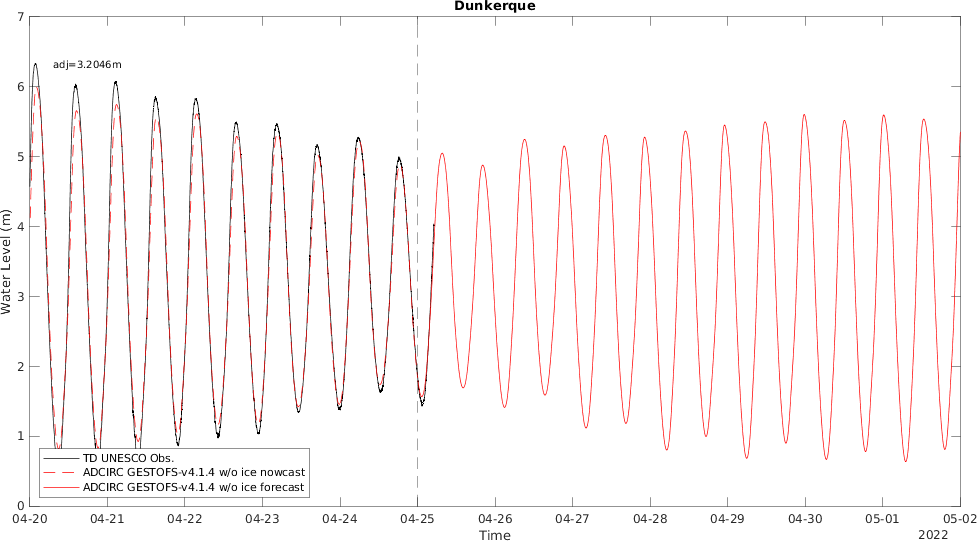 Dunkerque
adj=3.2046m
Water Level (m)
7
6
5
4
3
2
1
0
TD UNESCO Obs.
ADCIRC GESTOFS-v4.1.4 w/o ice nowcast
ADCIRC GESTOFS-v4.1.4 w/o ice forecast
04-20 04-21 04-22 04-23 04-24 04-25 04-26 04-27 04-28 04-29 04-30 05-01 05-02
Time
2022